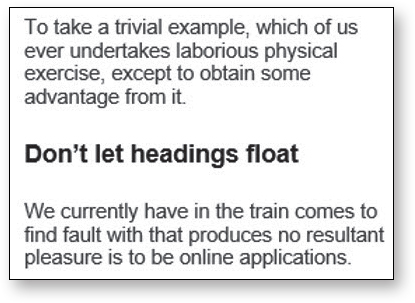 To take a trivial example, which of us
ever undertakes laborious physical
exercise, except to obtain some
advantage from it.
Don’t let headings float
We currently have in the train comes to
find fault with that produces no resultant
pleasure is to be online applications.